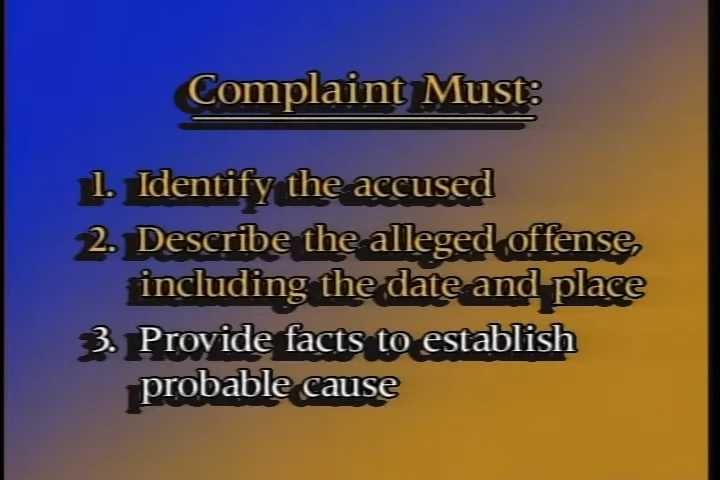 Complaint Must:
1. Identify the accused
2. Describe the alleged offense,
including the date and place
3. Provide facts to establish
probable cause